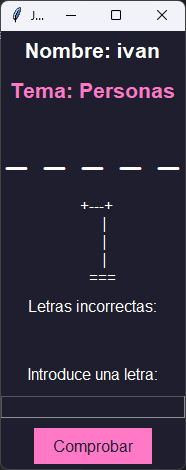 J...
Nombre: ivan
Tema: Personas
_ _ _ _ _
+---+
|
|
|
===
Letras incorrectas:
Introduce una letra:
Comprobar